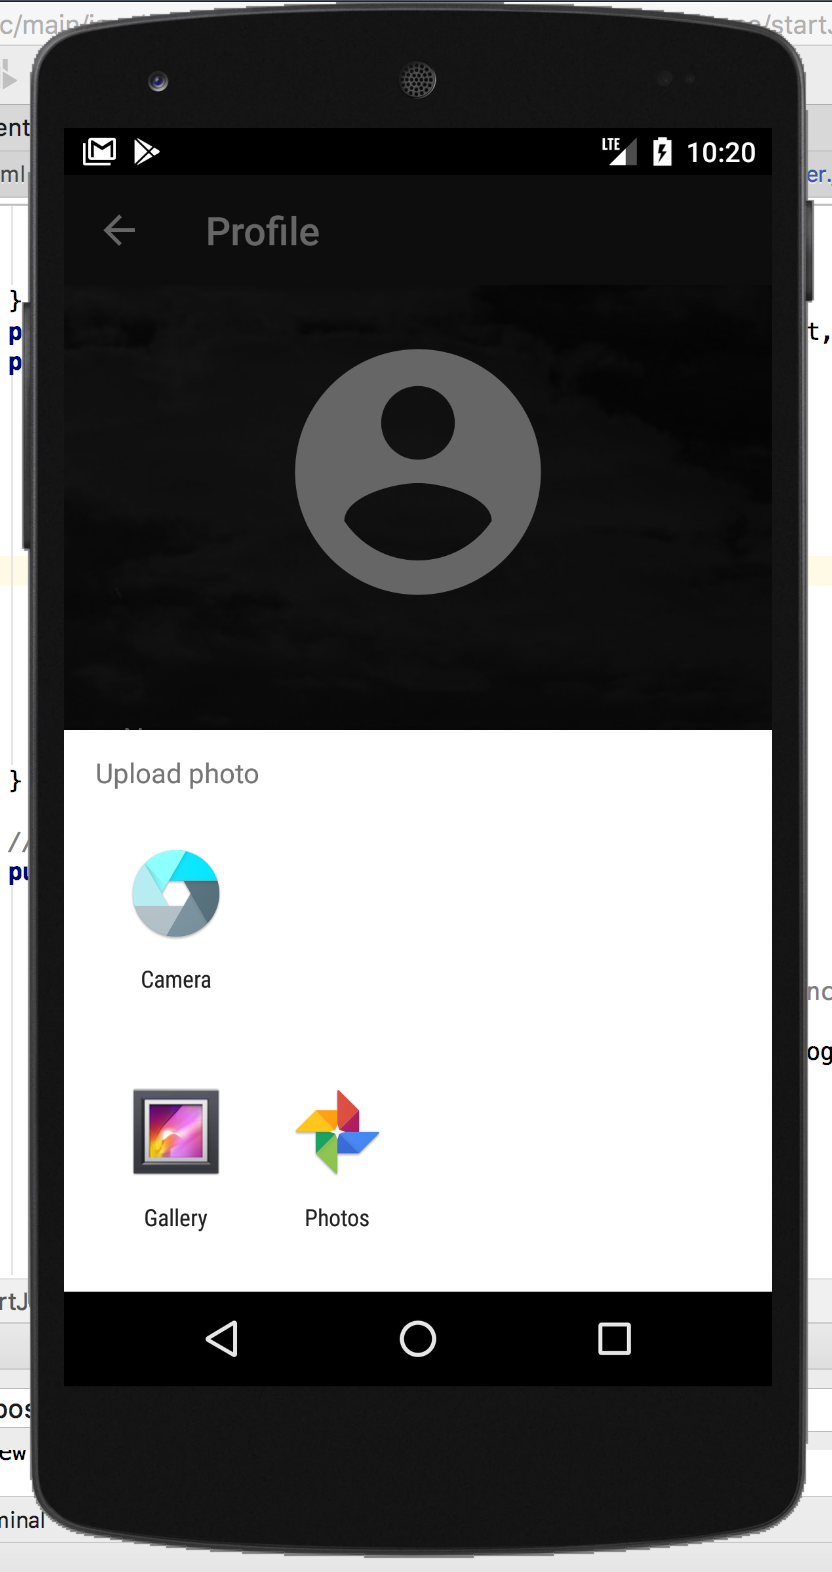 LTE 10:20
Profile
Upload photo
Camera
Gallery
Photos
c/main/
/startJ
ent
ml
er.
}
p
t,
p
}
//
pu
nc
og
rtJ
pos
ew
minal